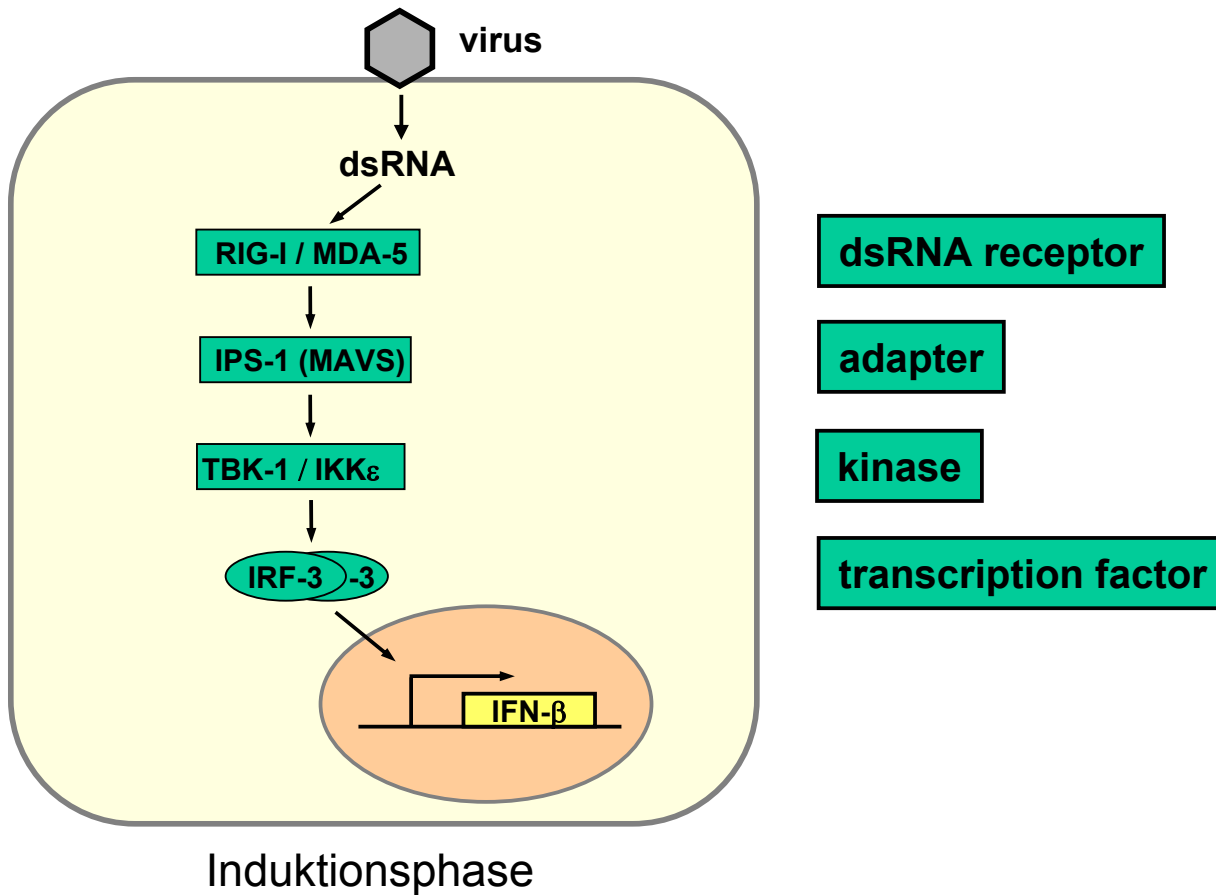 virus
dsRNA
RIG-I / MDA-5
dsRNA receptor
IPS-1 (MAVS)
adapter
TBK-1 / IKKε
kinase
IRF-3 -3
transcription factor
IFN-β
Induktionsphase